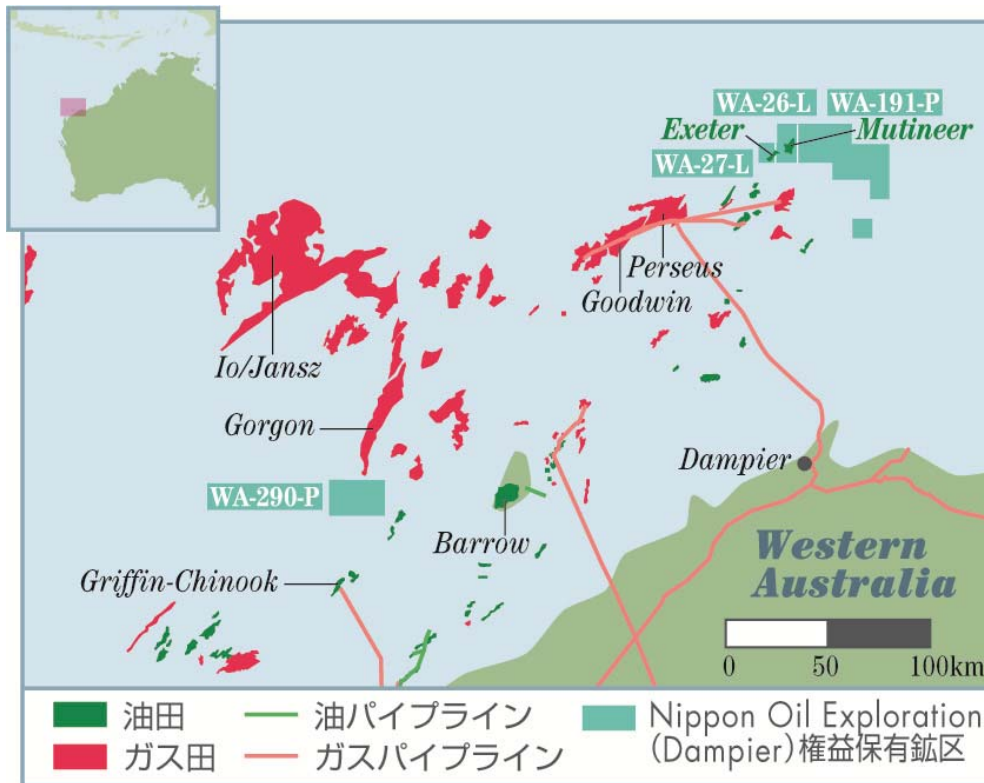 WA-26-L
WA-191-P
Exeter
Mutineer
WA-27-L
Perseus
Goodwin
Io/Jansz
Gorgon
Dampier
WA-290-P
Barrow
Western
Australia
Griffin-Chinook
0 50 100km
油田
油パイプライン
Nippon Oil Exploration
ガス田
ガスパイプライン
(Dampier)権益保有鉱区